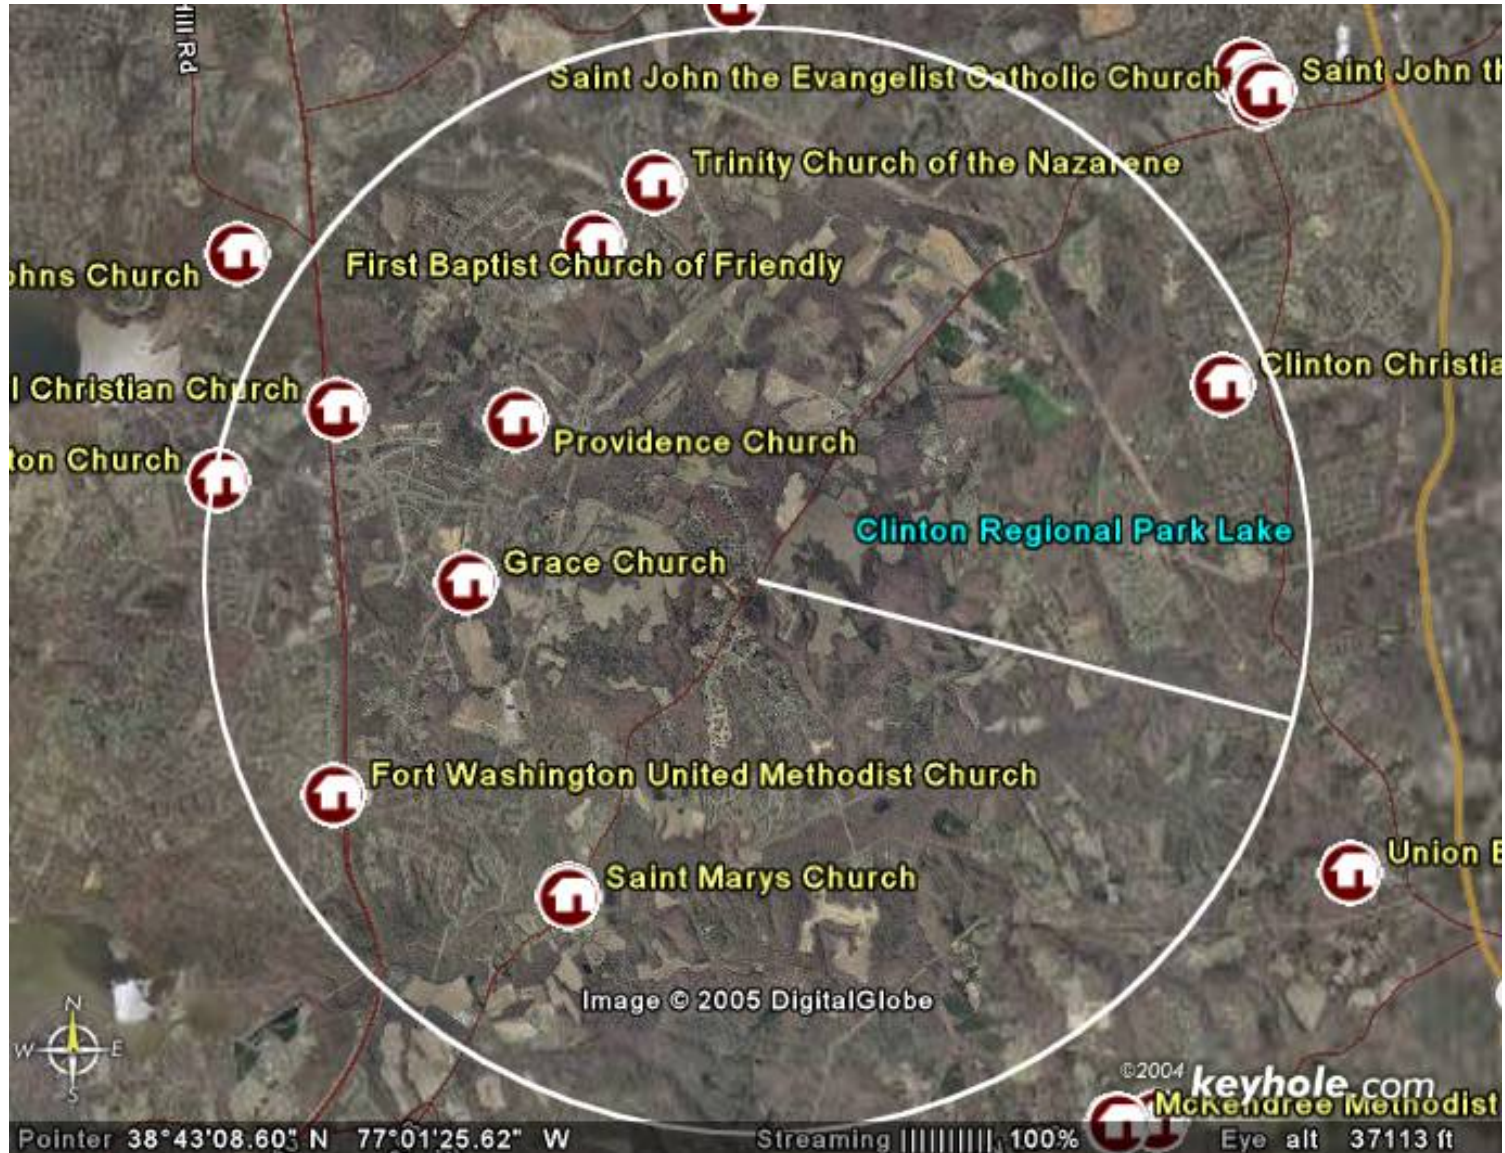 Hill Rd
Saint John the Evangelist Catholic Church
Saint John th
Trinity Church of the Nazarene
First Baptist Church of Friendly
ohns Church
l Christian Church
Clinton Christia
Providence Church
ton Church
Clinton Regional Park Lake
Grace Church
Fort Washington United Methodist Church
Union B
Saint Marys Church
Image © 2005 DigitalGlobe
N
W E
S
©2004 keyhole.com
McKendree Methodist
Pointer 38°43'08.60" N 77°01'25.62" W Streaming |||||||||| 100% Eye alt 37113 ft